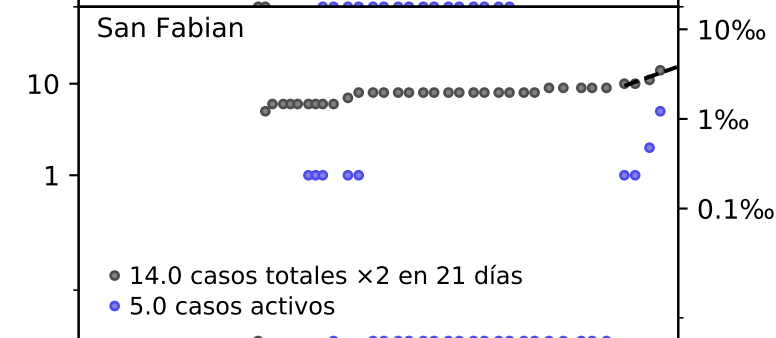 San Fabian
10
1
10‰
1‰
0.1‰
14.0 casos totales ×2 en 21 días
5.0 casos activos